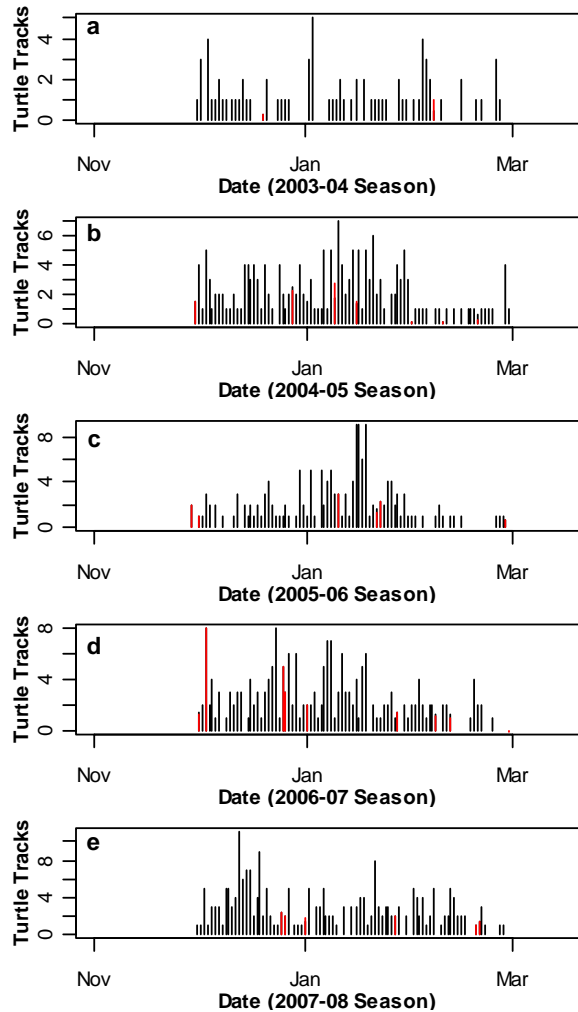 a
Turtle Tracks
0 2 4
Nov Jan Mar
Date (2003-04 Season)
b
Turtle Tracks
0 2 4 6
Nov Jan Mar
Date (2004-05 Season)
c
Turtle Tracks
0 4 8
Nov Jan Mar
Date (2005-06 Season)
d
Turtle Tracks
0 4 8
Nov Jan Mar
Date (2006-07 Season)
e
Turtle Tracks
0 4 8
Nov Jan Mar
Date (2007-08 Season)